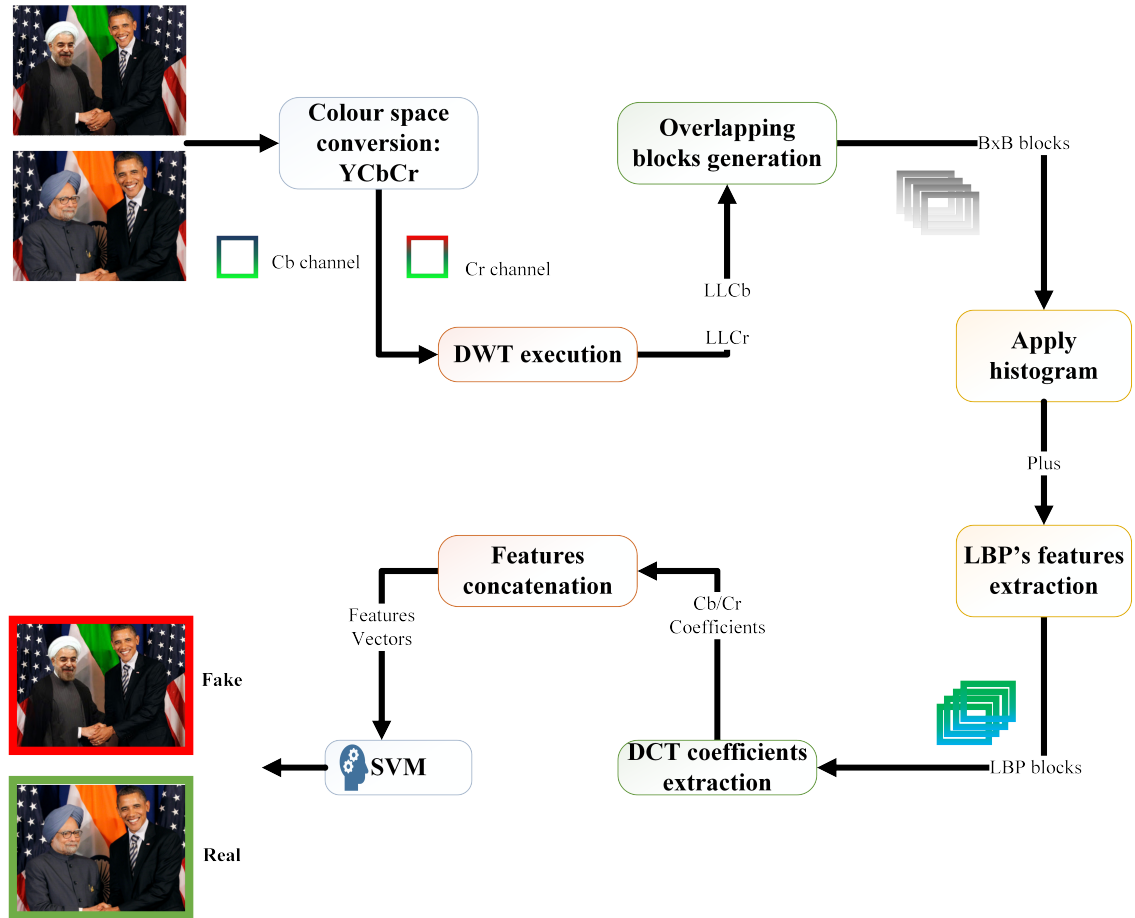 Colour space
conversion:
YCbCr
Overlapping
blocks generation
BxB blocks
Cb channel
Cr channel
LLCb
LLCr
DWT execution
Apply
histogram
Plus
LBP's features
extraction
Features
concatenation
Features
Vectors
Cb/Cr
Coefficients
Fake
SVM
DCT coefficients
extraction
LBP blocks
Real